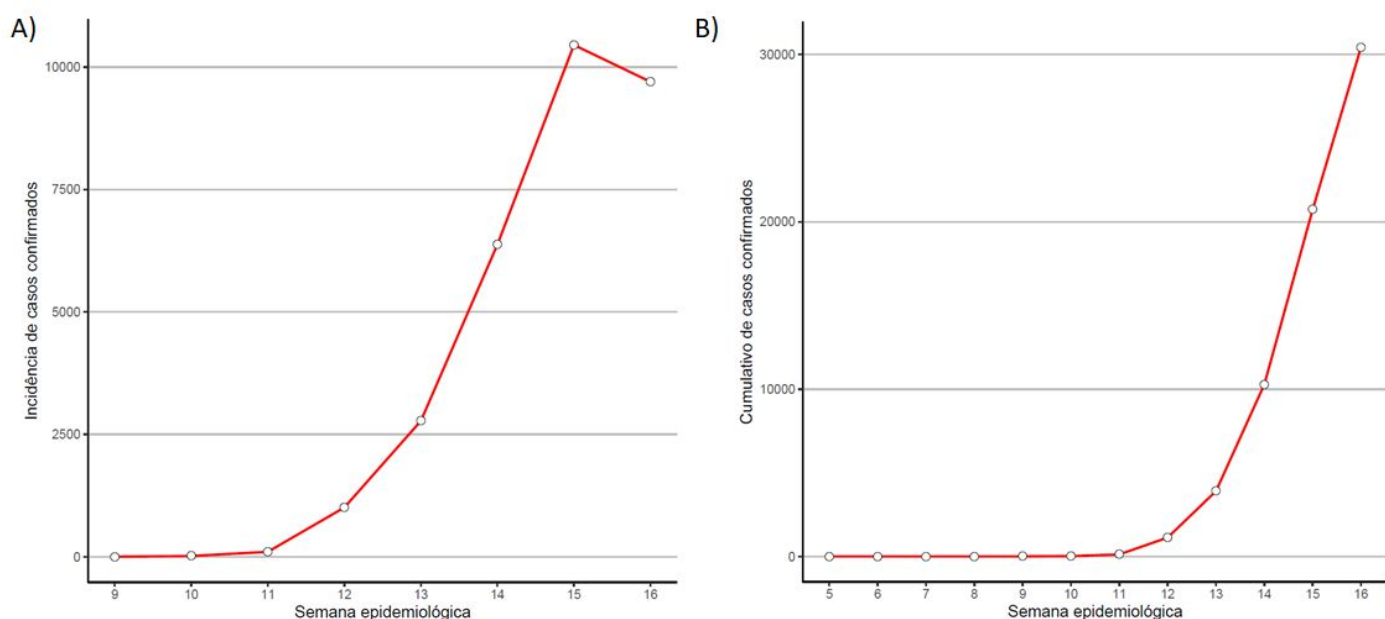 A)
Incidência de casos confirmados
10000
7500
5000
2500
0
9 10 11 12 13 14 15 16
Semana epidemiológica
B)
Cumulativo de casos confirmados
30000
20000
10000
0
5 6 7 8 9 10 11 12 13 14 15 16
Semana epidemiológica